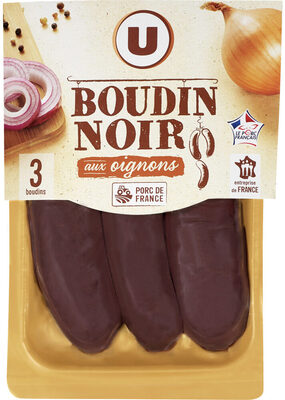 U
BOUDIN
NOIR
aux oignons
LE PORC
FRANÇAIS
3
boudins
PORC DE
FRANCE
entreprise
de FRANCE